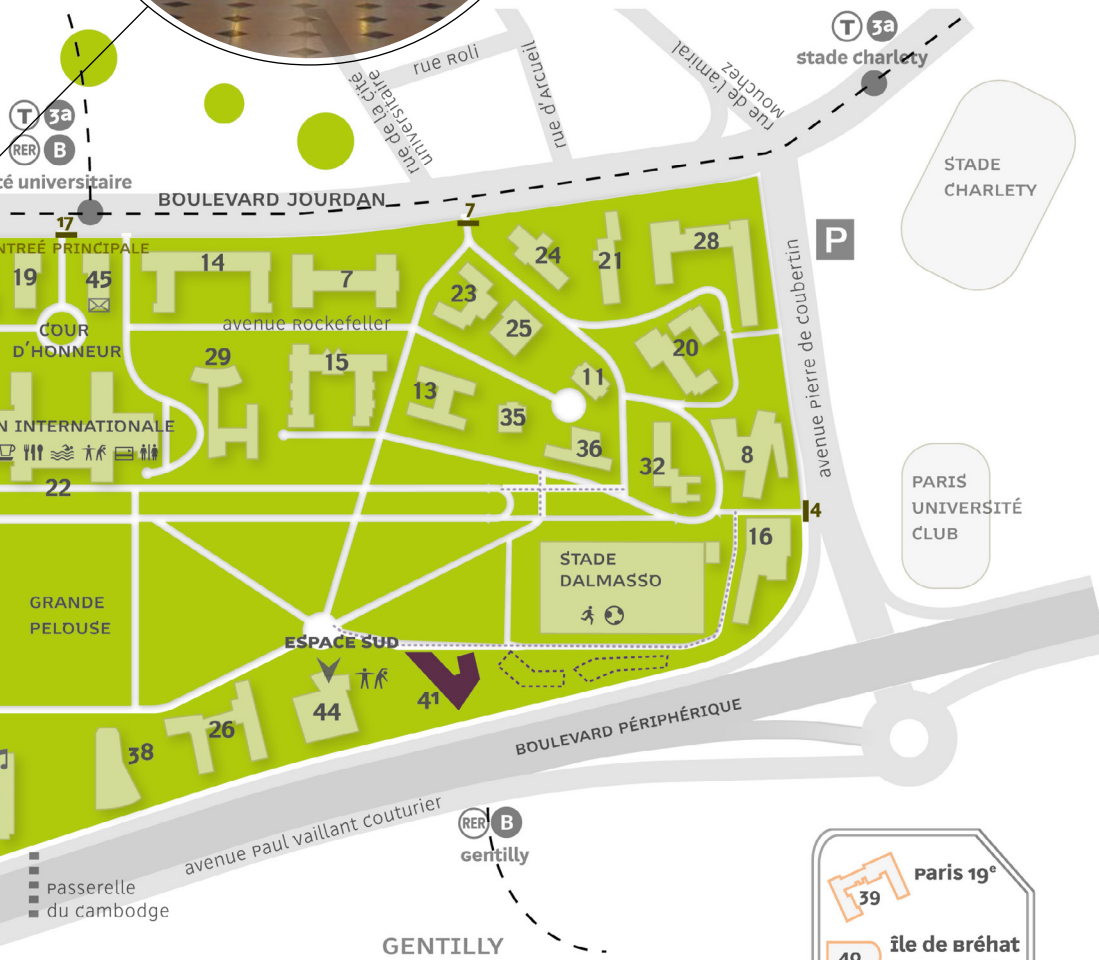 T 3a
stade charlety
rue Roli
rue de la cité
universitaire
rue d'Arcueil
rue de l'amiral
Mouchez
T 3a
RER B
té universitaire
BOULEVARD JOURDAN
STADE
CHARLETY
17
7
NTREÉ PRINCIPALE
P
19
45
14
7
24
21
28
23
25
avenue Rockefeller
COUR
D'HONNEUR
29
15
20
avenue Pierre de coubertin
13
11
35
36
32
8
N INTERNATIONALE
22
PARIS
UNIVERSITÉ
CLUB
4
16
STADE
DALMASSO
GRANDE
PELOUSE
ESPACE SUD
41
44
26
38
BOULEVARD PÉRIPHÉRIQUE
avenue Paul vaillant couturier
RER B
Gentilly
Passerelle
du cambodge
GENTILLY
Paris 19e
39
île de Bréhat